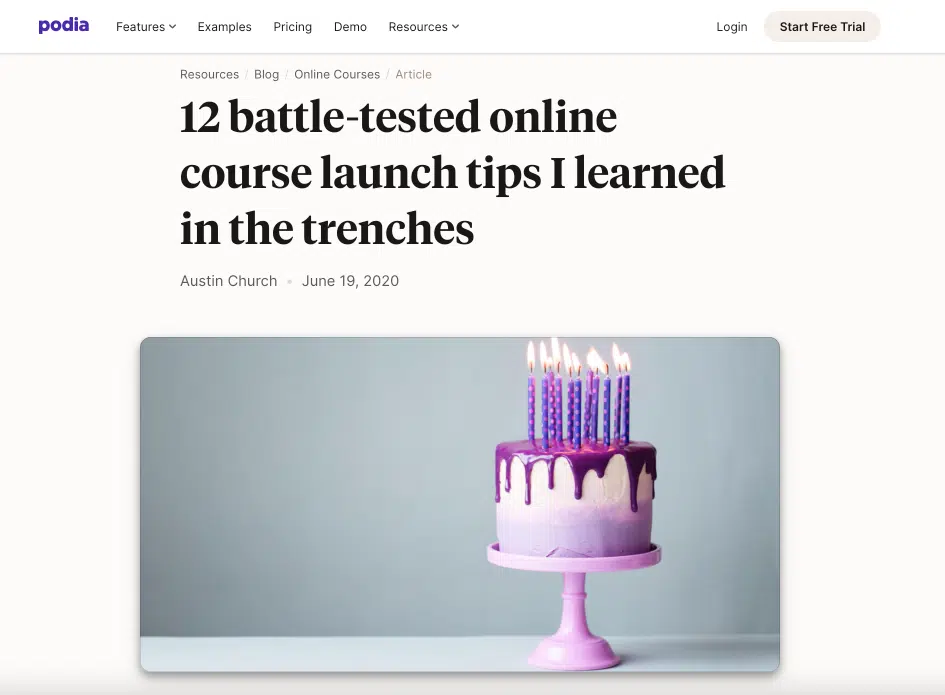 podia
Features Examples Pricing Demo Resources Login Start Free Trial
Resources / Blog / Online Courses / Article
12 battle-tested online
course launch tips I learned
in the trenches
Austin Church • June 19, 2020